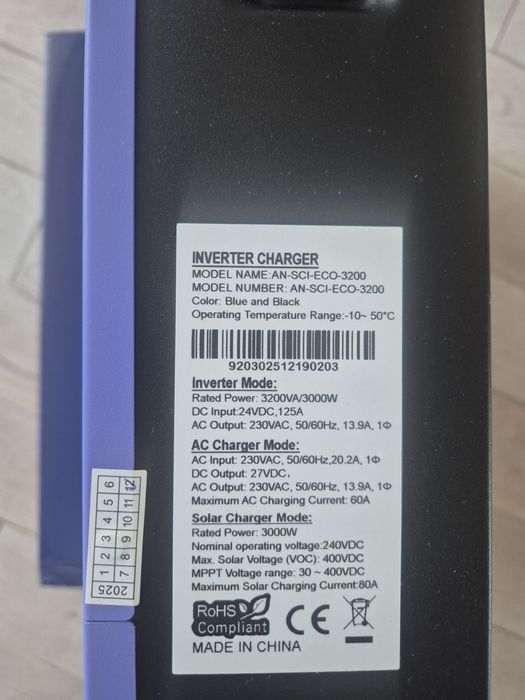 INVERTER CHARGER
MODEL NAME:AN-SCI-ECO-3200
MODEL NUMBER: AN-SCI-ECO-3200
Color: Blue and Black
Operating Temperature Range:-10~ 50°C
920302512190203
Inverter Mode:
Rated Power: 3200VA/3000W
DC Input:24VDC,125A
AC Output: 230VAC, 50/60Hz, 13.9A, 1Φ
AC Charger Mode:
AC Input: 230VAC, 50/60Hz,20.2A, 1Φ
DC Output: 27VDC,
AC Output: 230VAC, 50/60Hz, 13.9A, 1Φ
Maximum AC Charging Current: 60A
Solar Charger Mode:
Rated Power: 3000W
Nominal operating voltage:240VDC
Max. Solar Voltage (VOC): 400VDC
MPPT Voltage range: 30 ~ 400VDC
Maximum Solar Charging Current:80A
RoHS
Compliant
CE
MADE IN CHINA
2025
1 2 3 4 5 6
7 8 9 10 11 12